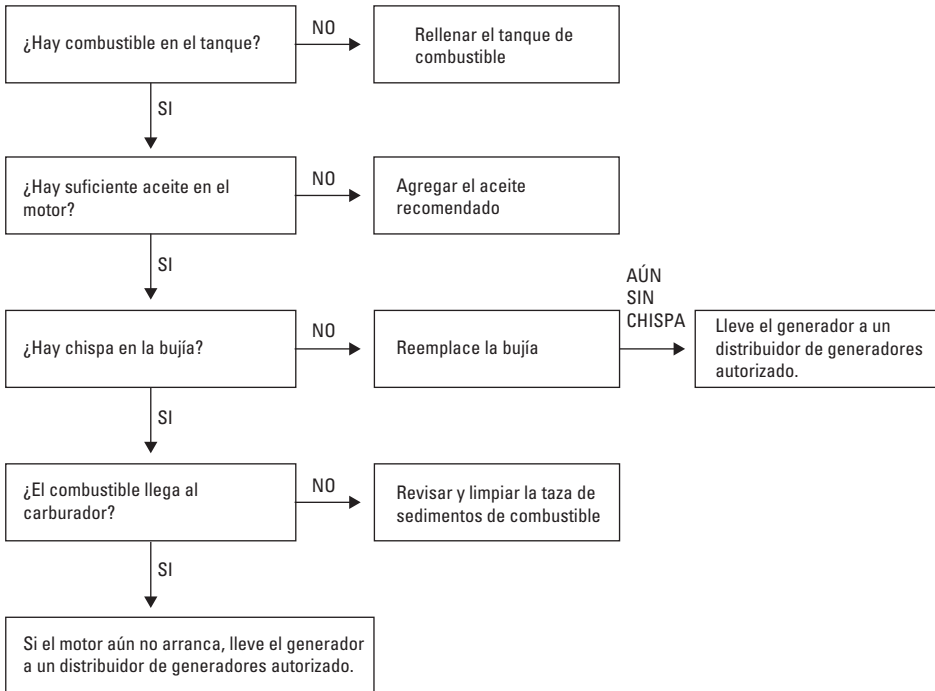 ¿Hay combustible en el tanque?
NO
Rellenar el tanque de
combustible
SI
¿Hay suficiente aceite en el
motor?
NO
Agregar el aceite
recomendado
SI
¿Hay chispa en la bujía?
NO
Reemplace la bujía
AÚN
SIN
CHISPA
Lleve el generador a un
distribuidor de generadores
autorizado.
SI
¿El combustible llega al
carburador?
NO
Revisar y limpiar la taza de
sedimentos de combustible
SI
Si el motor aún no arranca, lleve el generador
a un distribuidor de generadores autorizado.